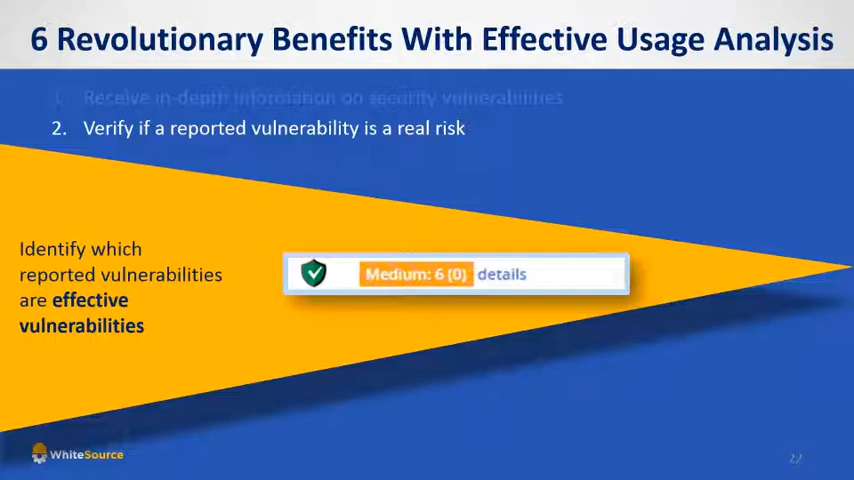 6 Revolutionary Benefits With Effective Usage Analysis
1. Receive in-depth information on security vulnerabilities
2. Verify if a reported vulnerability is a real risk
Identify which
reported vulnerabilities
are effective
vulnerabilities
Medium: 6 (0) details
WhiteSource
22